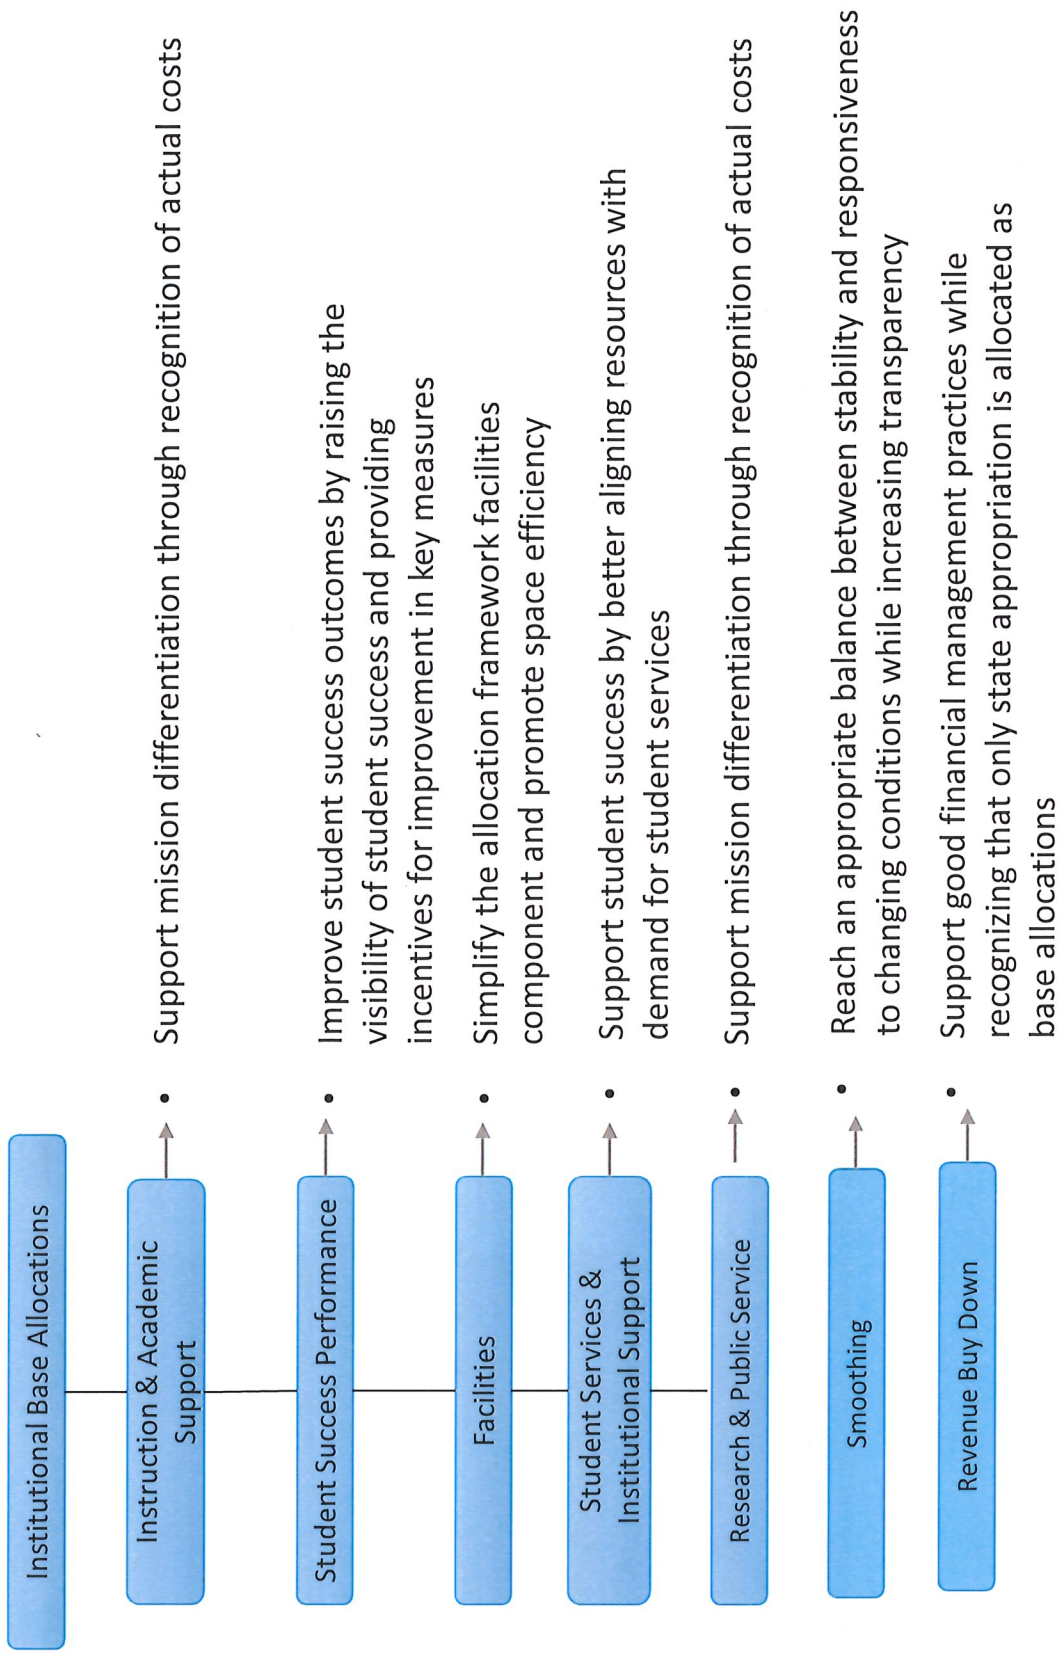 Institutional Base Allocations
Instruction & Academic
Support
• Support mission differentiation through recognition of actual costs
Student Success Performance
• Improve student success outcomes by raising the
visibility of student success and providing
incentives for improvement in key measures
Facilities
• Simplify the allocation framework facilities
component and promote space efficiency
Student Services &
Institutional Support
• Support student success by better aligning resources with
demand for student services
Research & Public Service
• Support mission differentiation through recognition of actual costs
Smoothing
• Reach an appropriate balance between stability and responsiveness
to changing conditions while increasing transparency
Revenue Buy Down
• Support good financial management practices while
recognizing that only state appropriation is allocated as
base allocations